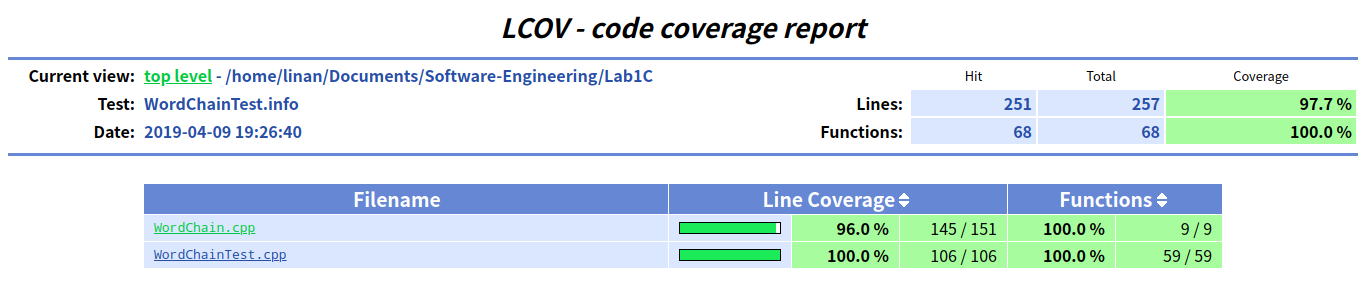 LCOV - code coverage report
Current view: top level - /home/linan/Documents/Software-Engineering/Lab1C Hit Total Coverage
Test: WordChainTest.info Lines: 251 257 97.7 %
Date: 2019-04-09 19:26:40 Functions: 68 68 100.0 %
Filename Line Coverage Functions
WordChain.cpp 96.0 % 145 / 151 100.0 % 9 / 9
WordChainTest.cpp 100.0 % 106 / 106 100.0 % 59 / 59